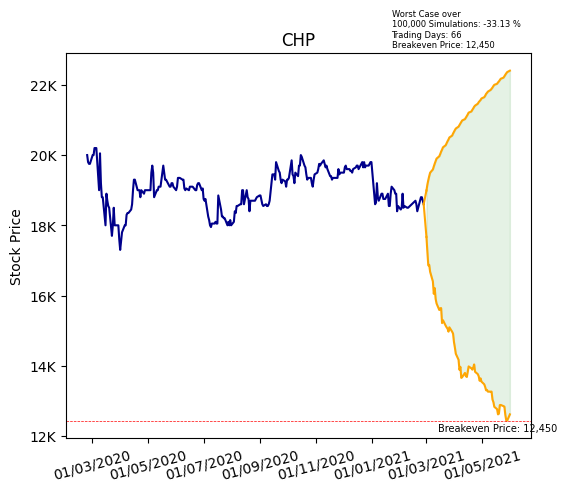 Worst Case over
100,000 Simulations: -33.13 %
Trading Days: 66
Breakeven Price: 12,450
CHP
Stock Price
22K
20K
18K
16K
14K
12K
Breakeven Price: 12,450
01/03/2020
01/05/2020
01/07/2020
01/09/2020
01/11/2020
01/01/2021
01/03/2021
01/05/2021